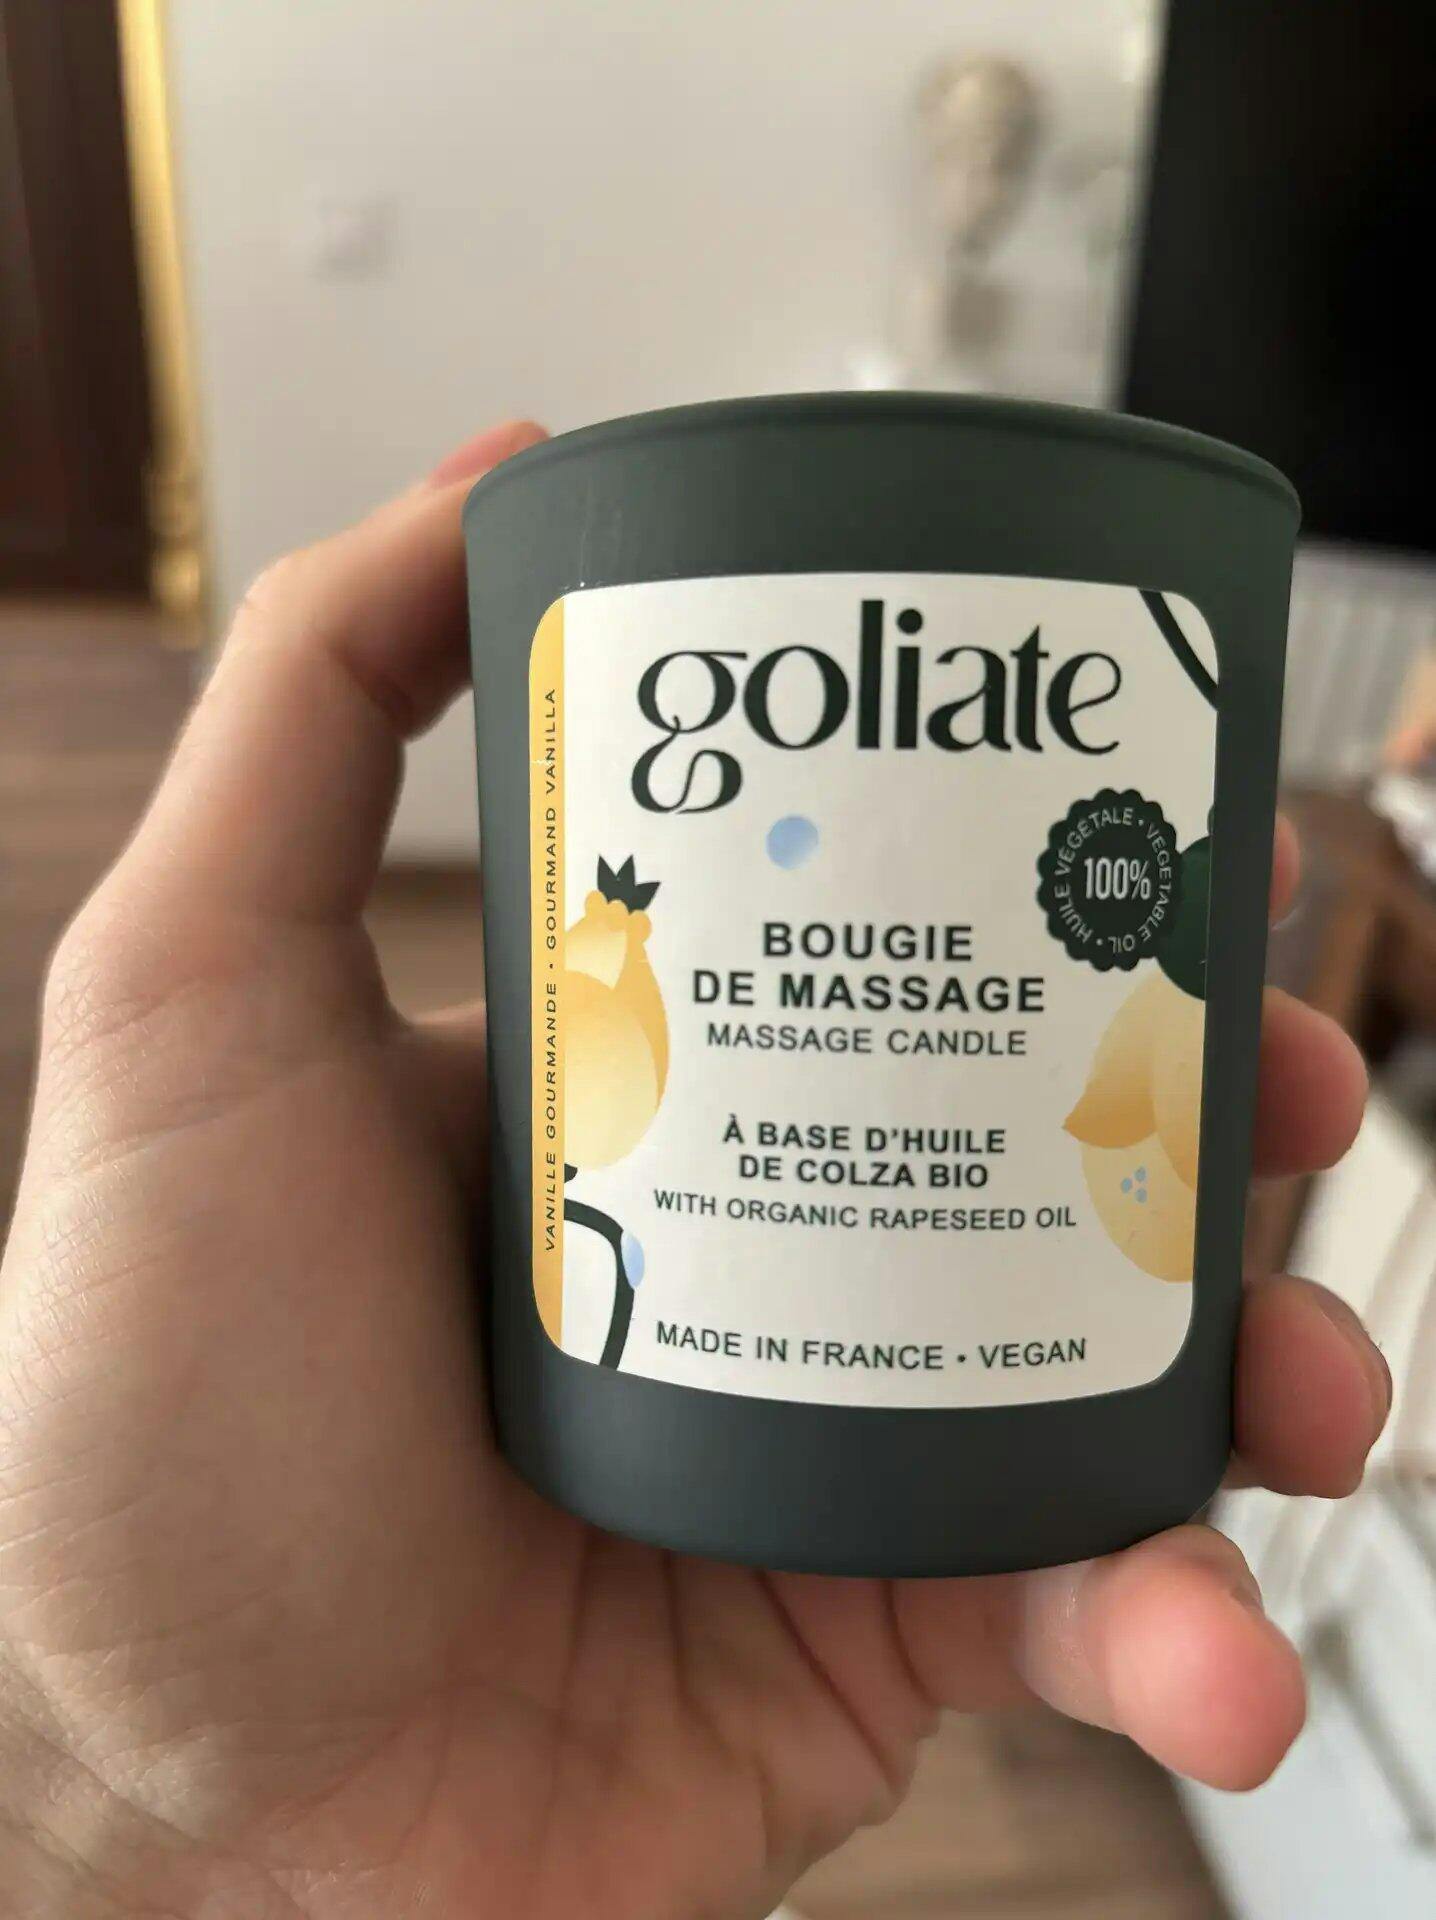 goliate
HUILE VÉGÉTALE • VEGETABLE OIL •
100%
BOUGIE
DE MASSAGE
MASSAGE CANDLE
À BASE D'HUILE
DE COLZA BIO
WITH ORGANIC RAPESEED OIL
MADE IN FRANCE • VEGAN
VANILLE GOURMANDE • GOURMAND VANILLA